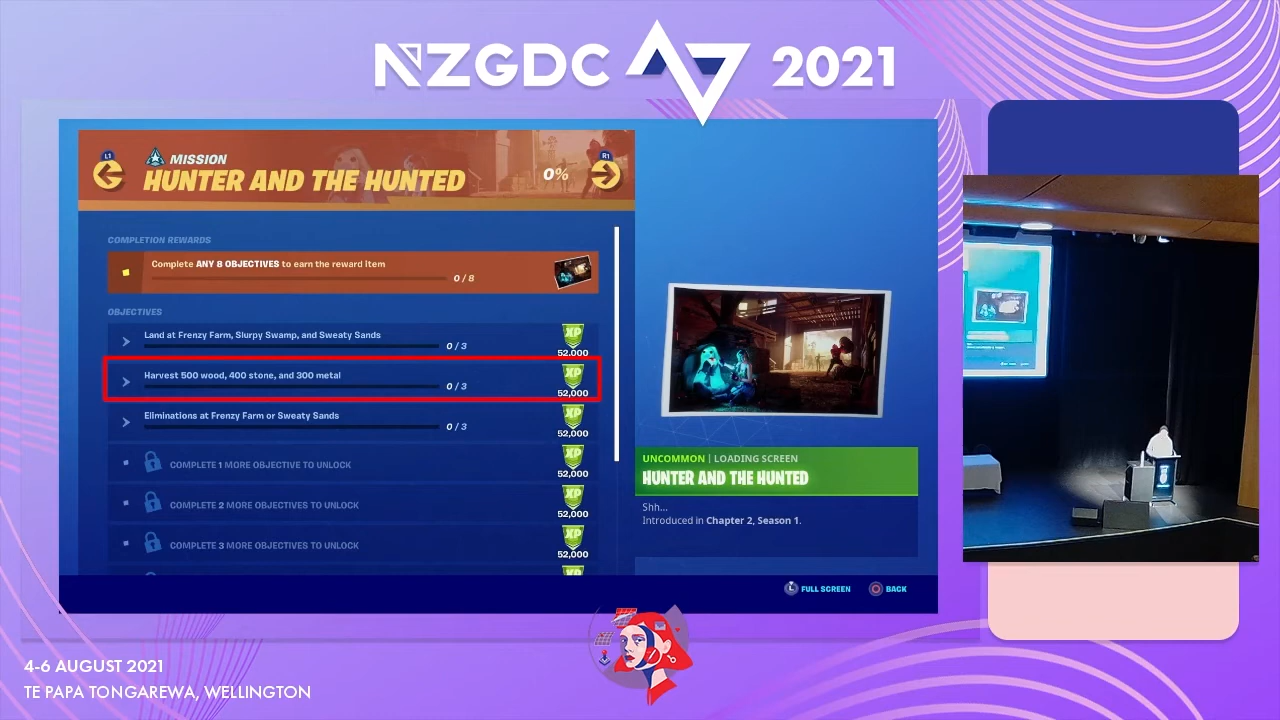 NZGDC 2021
L1
MISSION
HUNTER AND THE HUNTED
0%
R1
COMPLETION REWARDS
Complete ANY 8 OBJECTIVES to earn the reward item
0 / 8
OBJECTIVES
Land at Frenzy Farm, Slurpy Swamp, and Sweaty Sands
0 / 3
XP
52,000
Harvest 500 wood, 400 stone, and 300 metal
0 / 3
XP
52,000
Eliminations at Frenzy Farm or Sweaty Sands
0 / 3
XP
52,000
COMPLETE 1 MORE OBJECTIVE TO UNLOCK
XP
52,000
COMPLETE 2 MORE OBJECTIVES TO UNLOCK
XP
52,000
COMPLETE 3 MORE OBJECTIVES TO UNLOCK
XP
52,000
XP
UNCOMMON | LOADING SCREEN
HUNTER AND THE HUNTED
Shh...
Introduced in Chapter 2, Season 1.
L
FULL SCREEN
BACK
4-6 AUGUST 2021
TE PAPA TONGAREWA, WELLINGTON